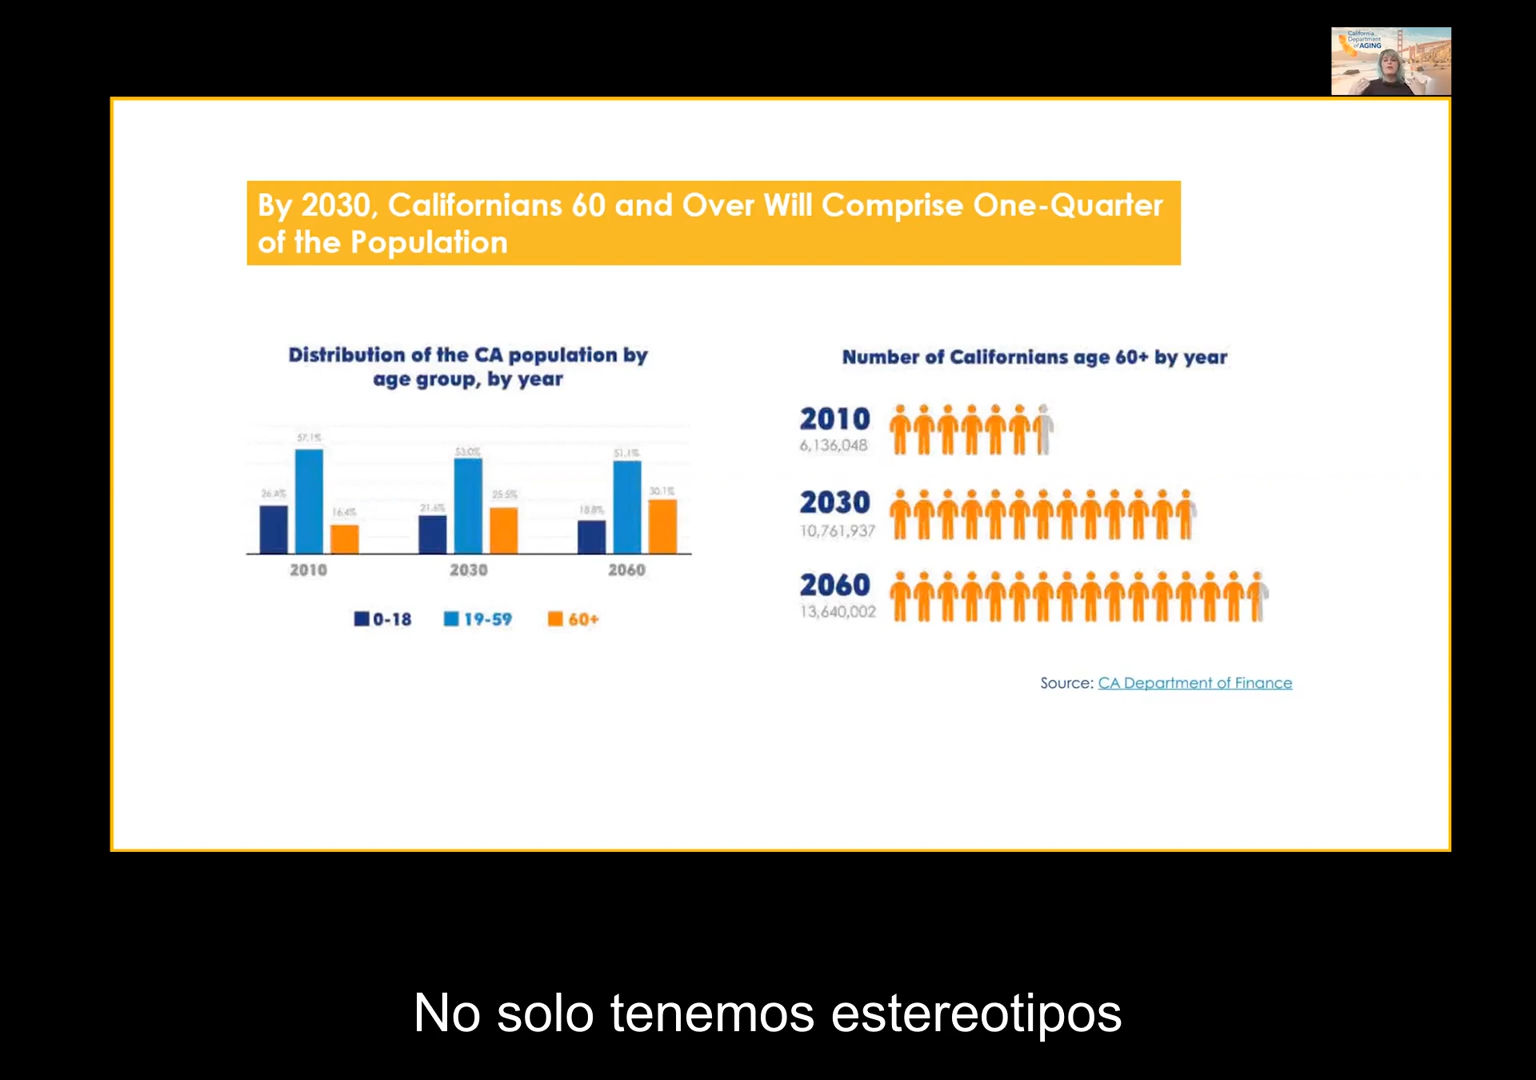 California
Department
of AGING
By 2030, Californians 60 and Over Will Comprise One-Quarter
of the Population
Distribution of the CA population by
age group, by year
26.4%
57.1%
16.4%
21.6%
53.0%
25.5%
18.8%
51.1%
30.1%
2010
2030
2060
0-18
19-59
60+
Number of Californians age 60+ by year
2010
6,136,048
2030
10,761,937
2060
13,640,002
Source: CA Department of Finance
No solo tenemos estereotipos